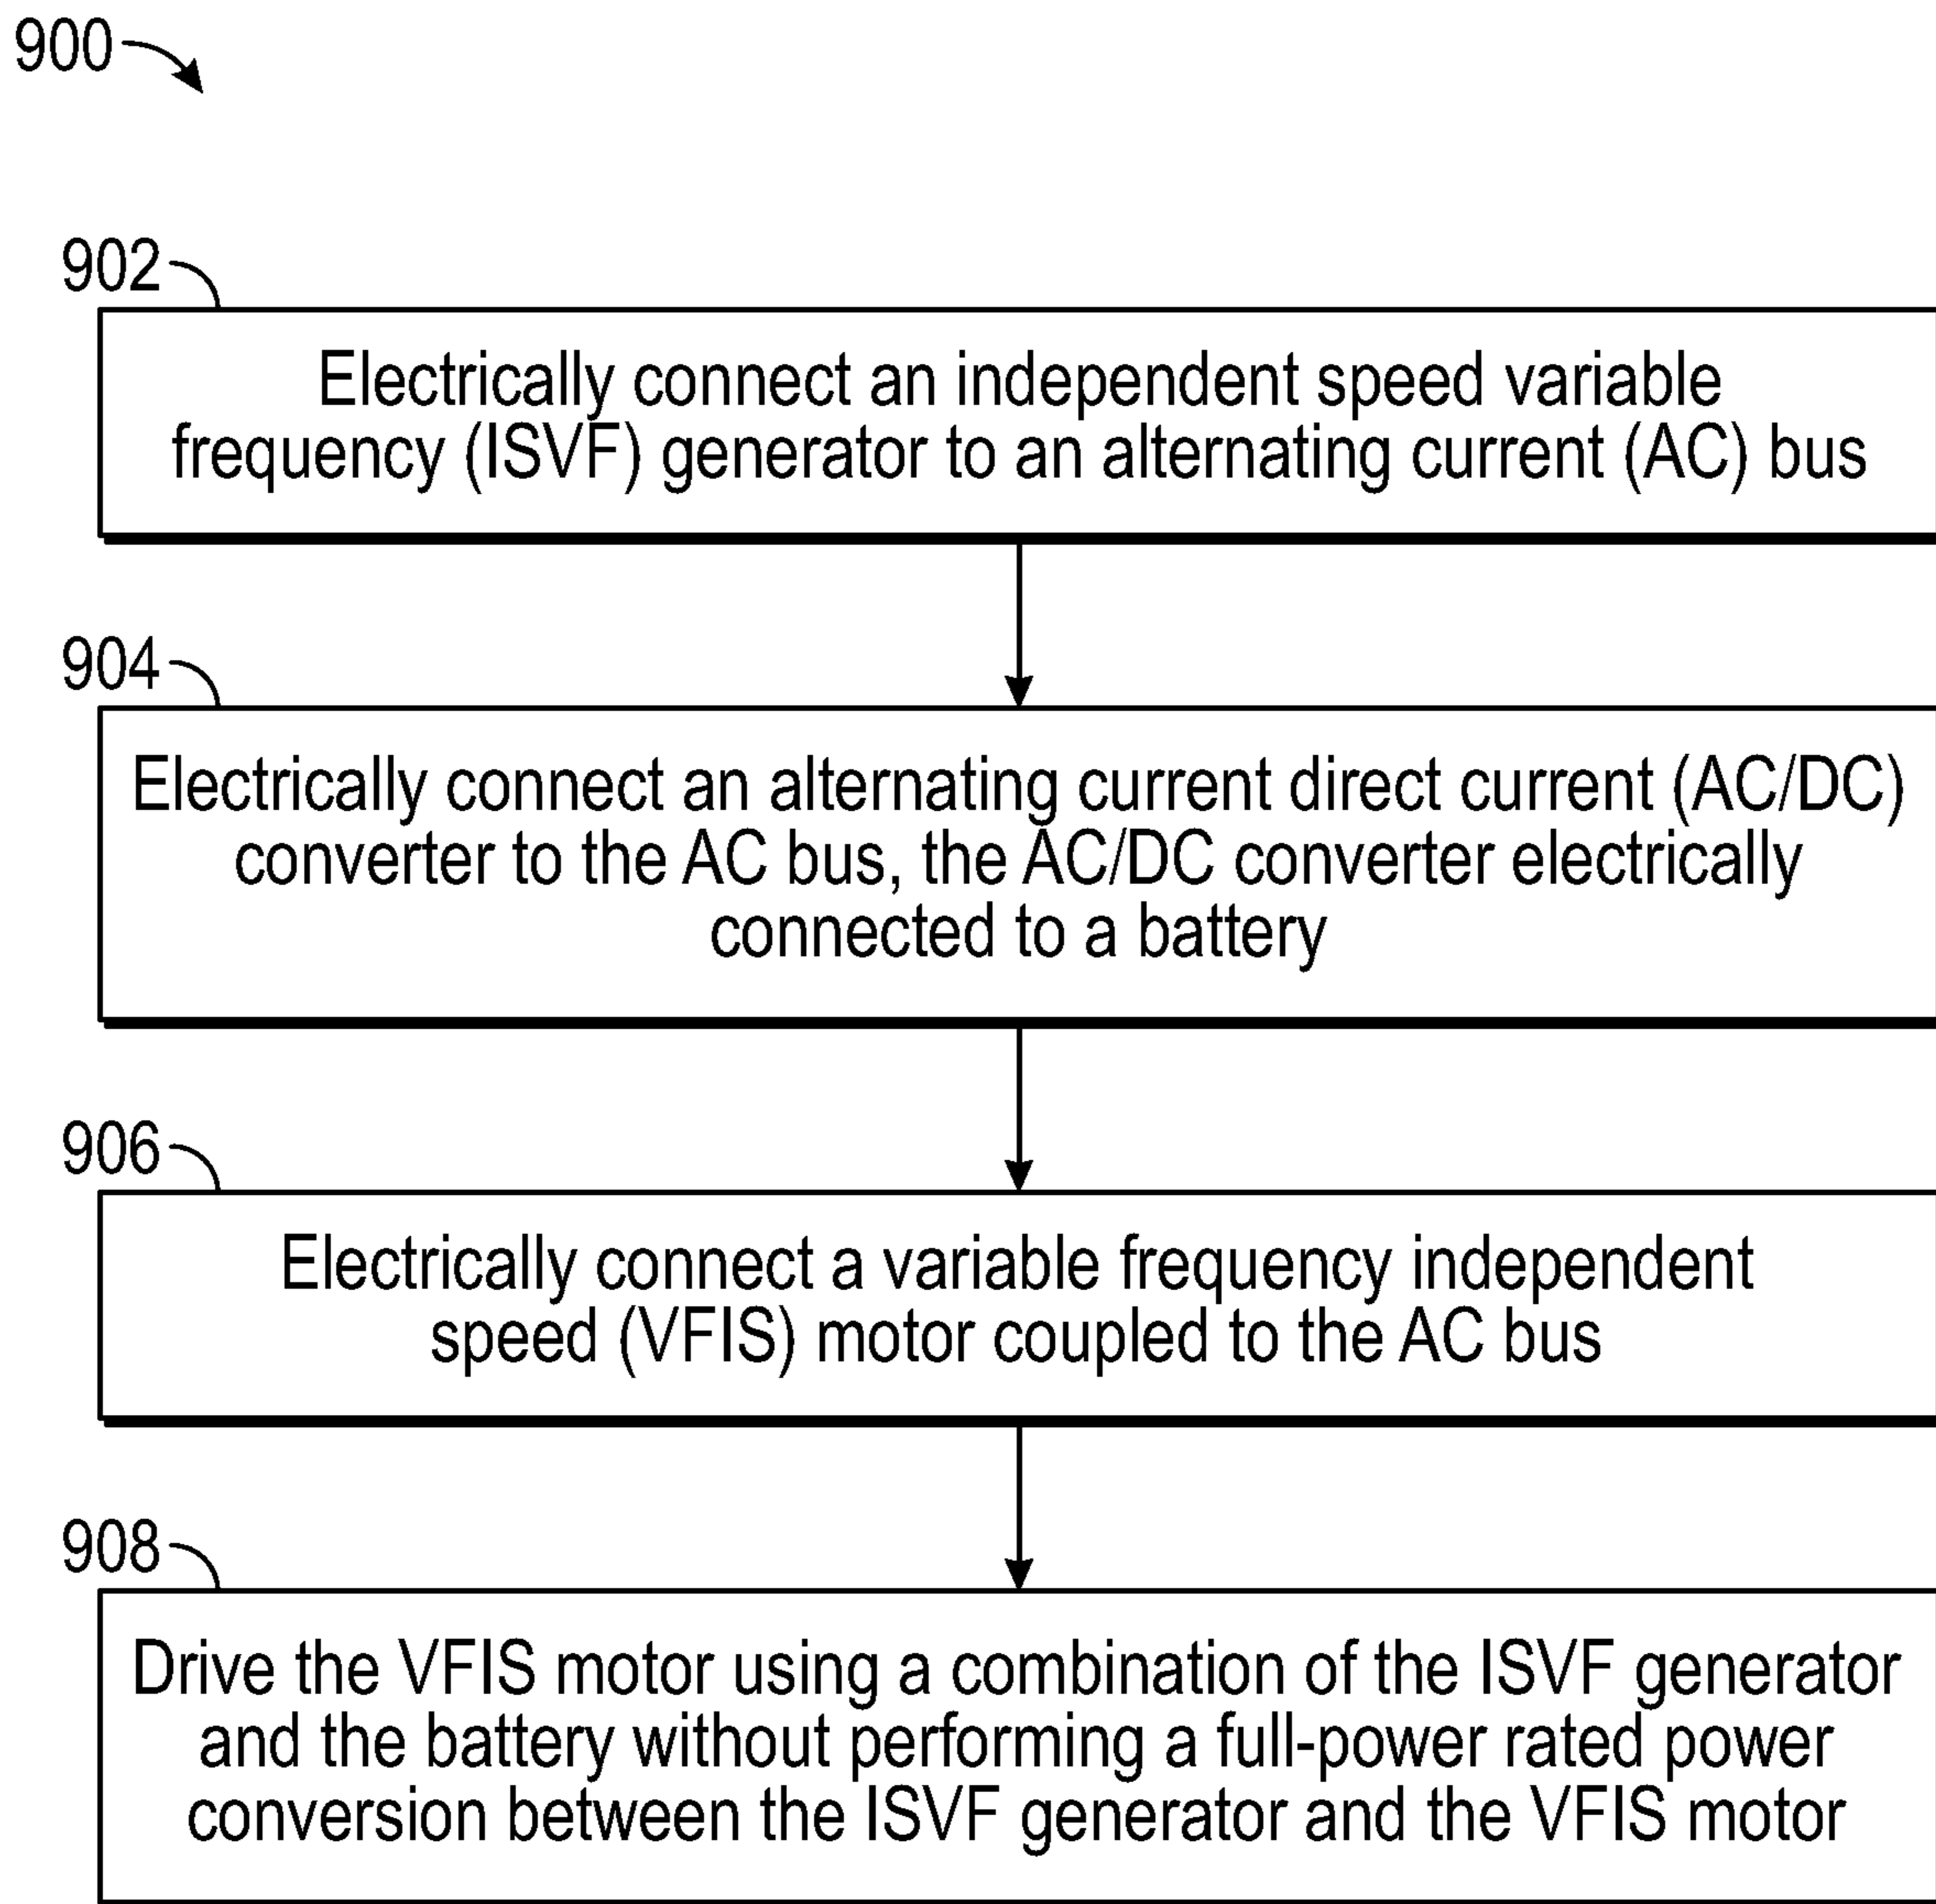 900
902
Electrically connect an independent speed variable
frequency (ISVF) generator to an alternating current (AC) bus
904
Electrically connect an alternating current direct current (AC/DC)
converter to the AC bus, the AC/DC converter electrically
connected to a battery
906
Electrically connect a variable frequency independent
speed (VFIS) motor coupled to the AC bus
908
Drive the VFIS motor using a combination of the ISVF generator
and the battery without performing a full-power rated power
conversion between the ISVF generator and the VFIS motor